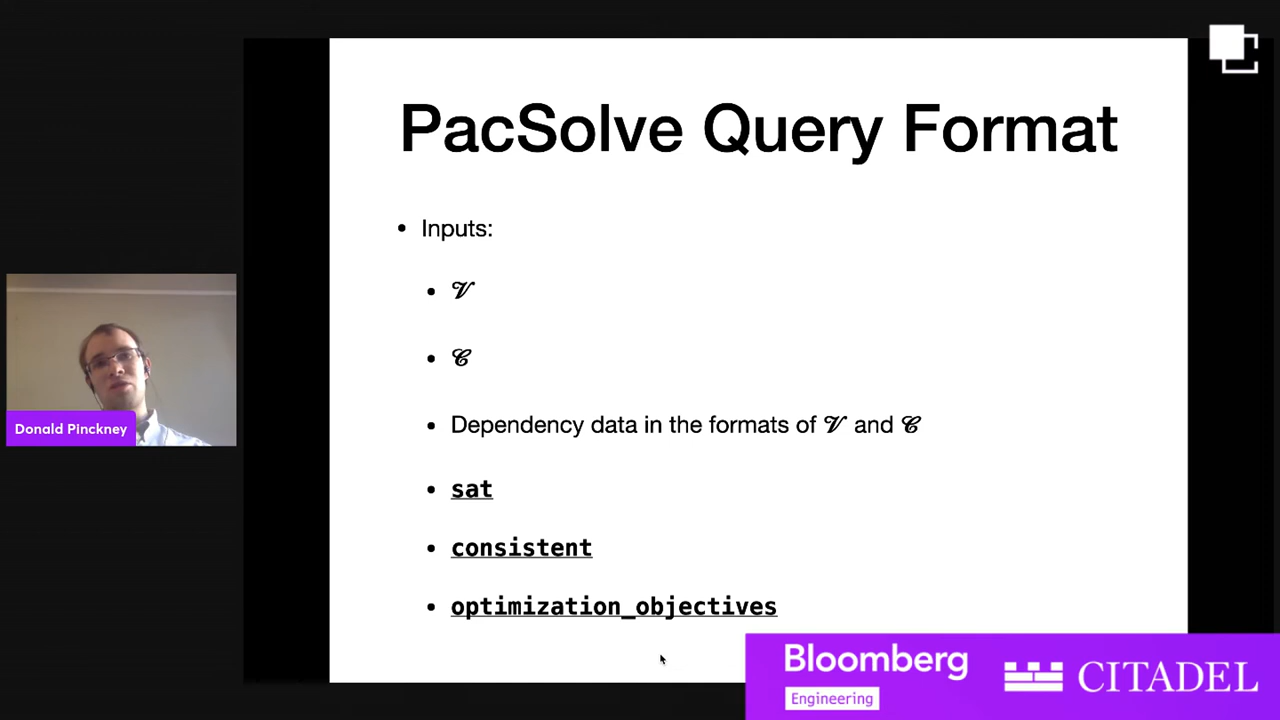 PacSolve Query Format
• Inputs:
• 𝒱
• 𝒞
• Dependency data in the formats of 𝒱 and 𝒞
• sat
• consistent
• optimization_objectives
Donald Pinckney
Bloomberg
Engineering
CITADEL